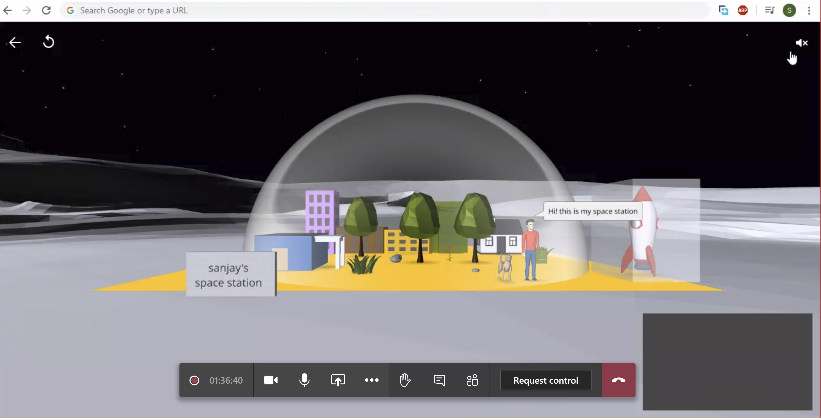 Search Google or type a URL
ABP
S
Hi! this is my space station
sanjay's
space station
01:36:40
Request control